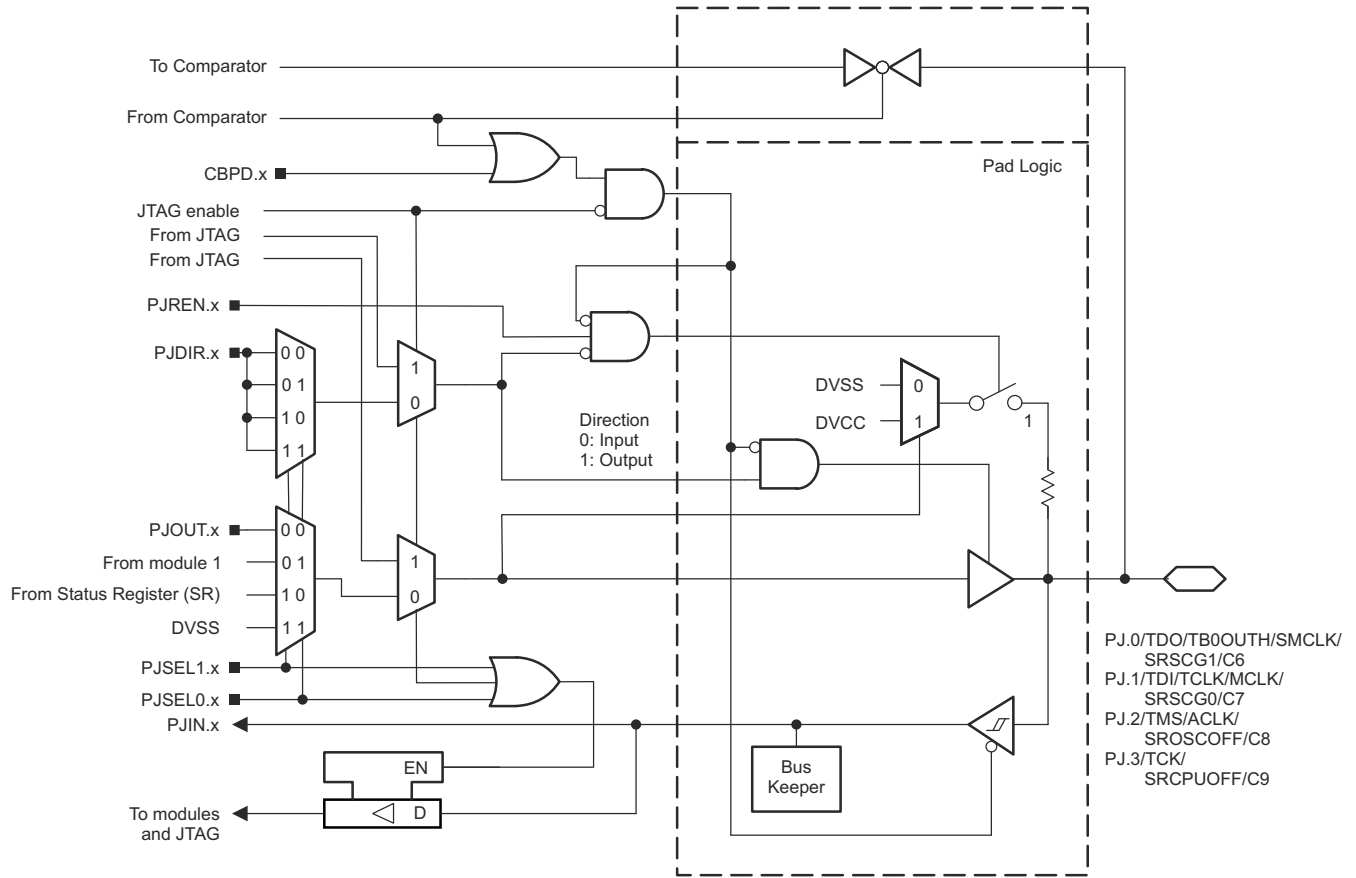 To Comparator
From Comparator
CBPD.x
Pad Logic
JTAG enable
From JTAG
From JTAG
PJREN.x
PJDIR.x
0 0
0 1
1 0
1 1
1
0
DVSS
DVCC
0
1
1
Direction
0: Input
1: Output
PJOUT.x
From module 1
From Status Register (SR)
DVSS
0 0
0 1
1 0
1 1
1
0
PJSEL1.x
PJSEL0.x
PJIN.x
EN
D
To modules
and JTAG
Bus
Keeper
PJ.0/TDO/TB0OUTH/SMCLK/
SRSCG1/C6
PJ.1/TDI/TCLK/MCLK/
SRSCG0/C7
PJ.2/TMS/ACLK/
SROSCOFF/C8
PJ.3/TCK/
SRCPUOFF/C9